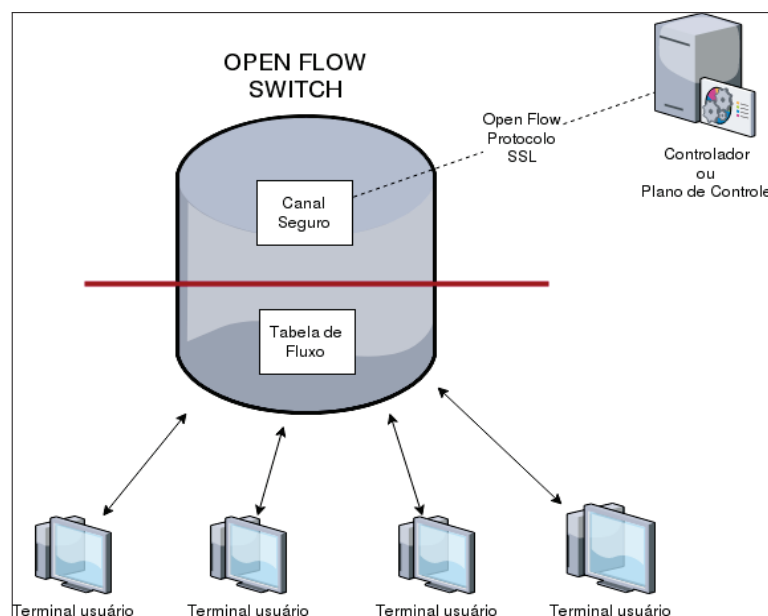 OPEN FLOW
SWITCH
Open Flow
Protocolo
SSL
Controlador
ou
Plano de Controle
Canal
Seguro
Tabela de
Fluxo
Terminal usuário
Terminal usuário
Terminal usuário
Terminal usuário